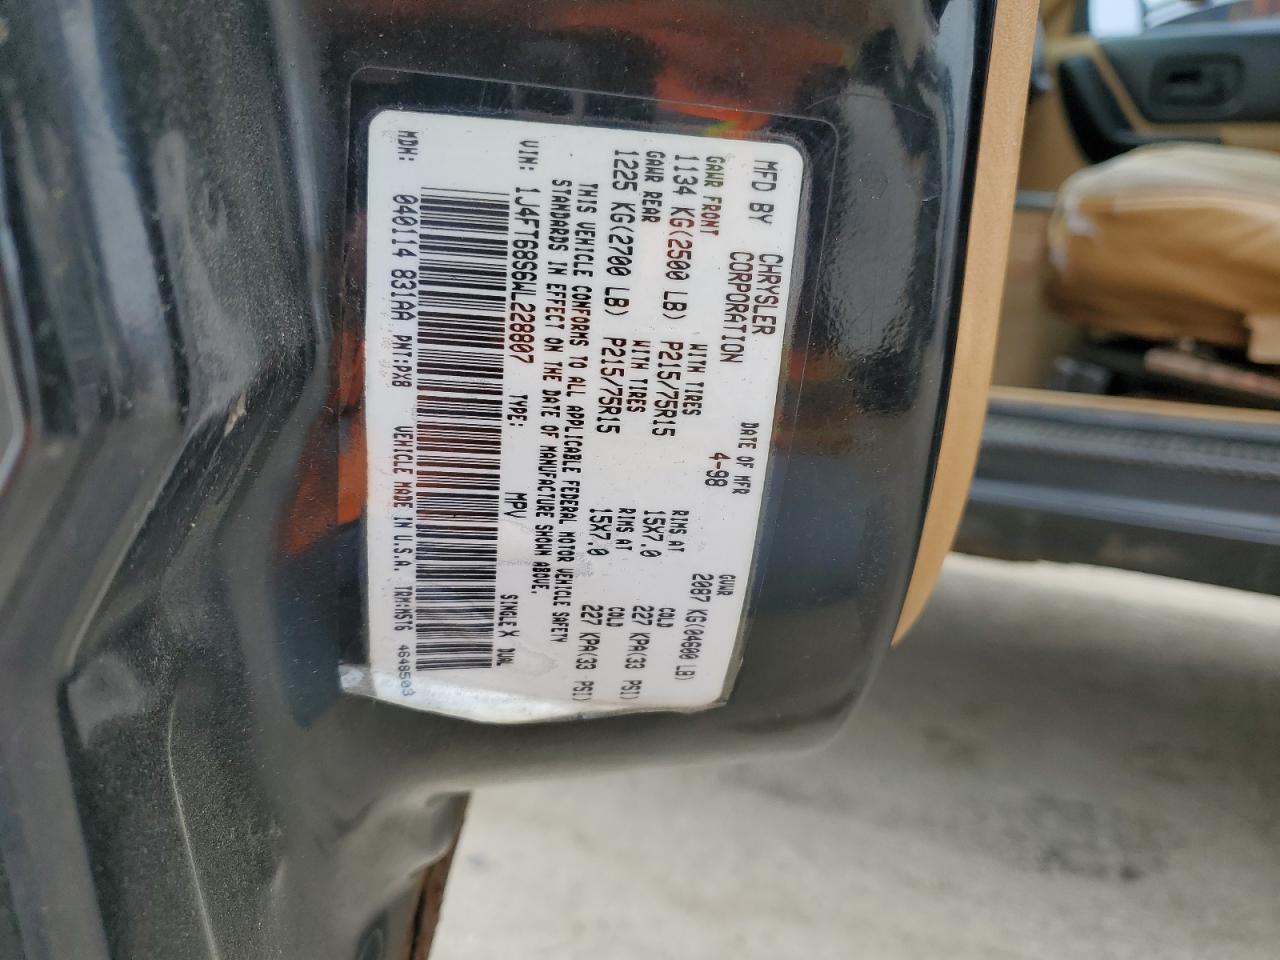 MFD BY CHRYSLER CORPORATION DATE OF MFR 4-98 GVWR 2087 KG(04600 LB)
GAWR FRONT WITH TIRES RIMS AT COLD
1134 KG(2500 LB) P215/75R15 15X7.0 227 KPA(33 PSI)
GAWR REAR WITH TIRES RIMS AT COLD
1225 KG(2700 LB) P215/75R15 15X7.0 227 KPA(33 PSI)
THIS VEHICLE CONFORMS TO ALL APPLICABLE FEDERAL MOTOR VEHICLE SAFETY
STANDARDS IN EFFECT ON THE DATE OF MANUFACTURE SHOWN ABOVE.
VIN: 1J4FT68S6WL228807 TYPE: MPV SINGLE X DUAL
MDH: 040114 831AA PNT:PX8 VEHICLE MADE IN U.S.A. TRM:N5T6 4648503